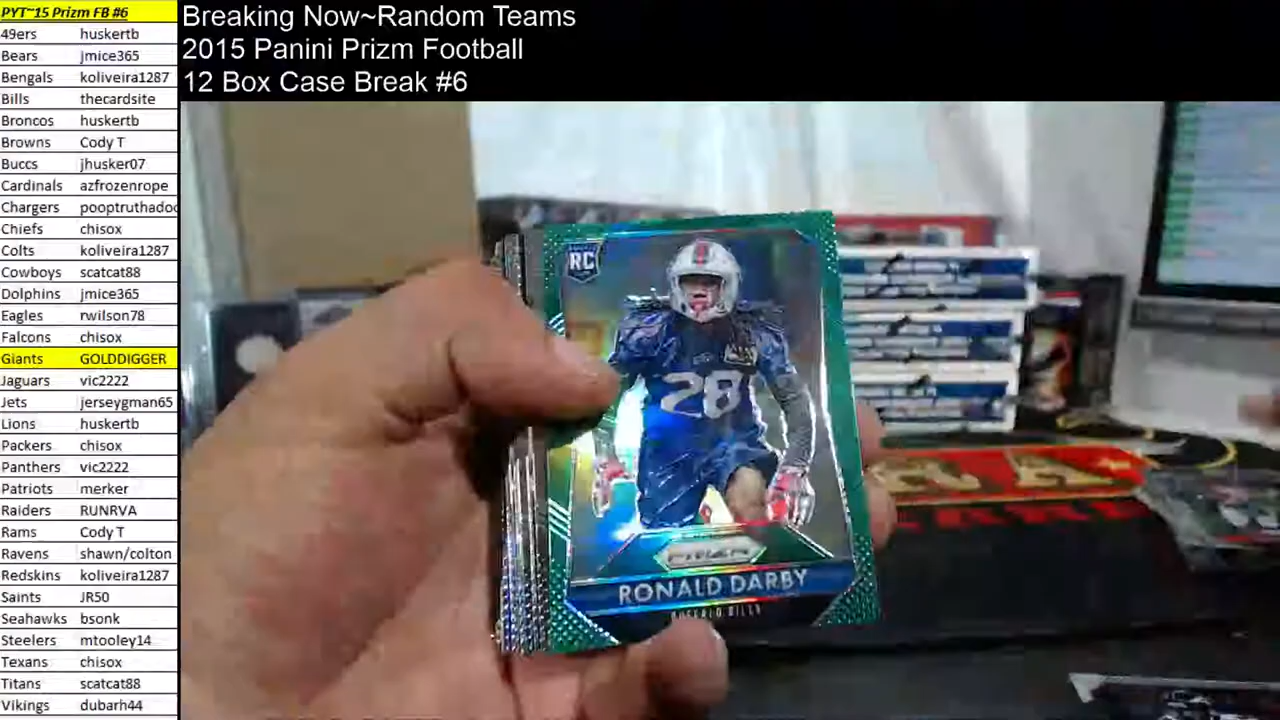 PYT~15 Prizm FB #6
49ers huskertb
Bears jmice365
Bengals koliveira1287
Bills thecardsite
Broncos huskertb
Browns Cody T
Buccs jhusker07
Cardinals azfrozenrope
Chargers pooptruthadoc
Chiefs chisox
Colts koliveira1287
Cowboys scatcat88
Dolphins jmice365
Eagles rwilson78
Falcons chisox
Giants GOLDDIGGER
Jaguars vic2222
Jets jerseygman65
Lions huskertb
Packers chisox
Panthers vic2222
Patriots merker
Raiders RUNRVA
Rams Cody T
Ravens shawn/colton
Redskins koliveira1287
Saints JR50
Seahawks bsonk
Steelers mtooley14
Texans chisox
Titans scatcat88
Vikings dubarh44
Breaking Now~Random Teams
2015 Panini Prizm Football
12 Box Case Break #6
RC
28
PRIZM
RONALD DARBY
BUFFALO BILLS